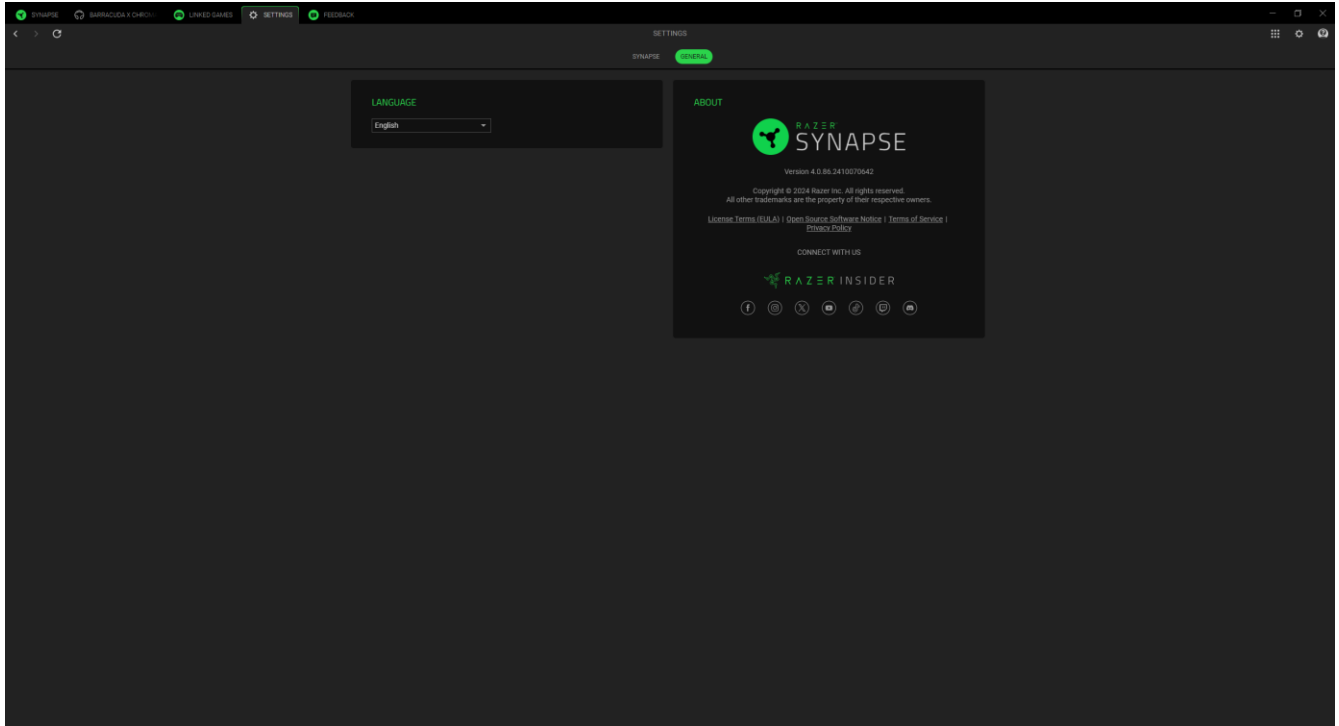 SYNAPSE
BARRACUDA X CHROM
LINKED GAMES
SETTINGS
FEEDBACK
SETTINGS
SYNAPSE
GENERAL
LANGUAGE
English
ABOUT
RAZER
SYNAPSE
Version 4.0.86.2410070642
Copyright © 2024 Razer Inc. All rights reserved.
All other trademarks are the property of their respective owners.
License Terms (EULA) | Open Source Software Notice | Terms of Service |
Privacy Policy
CONNECT WITH US
RAZER INSIDER